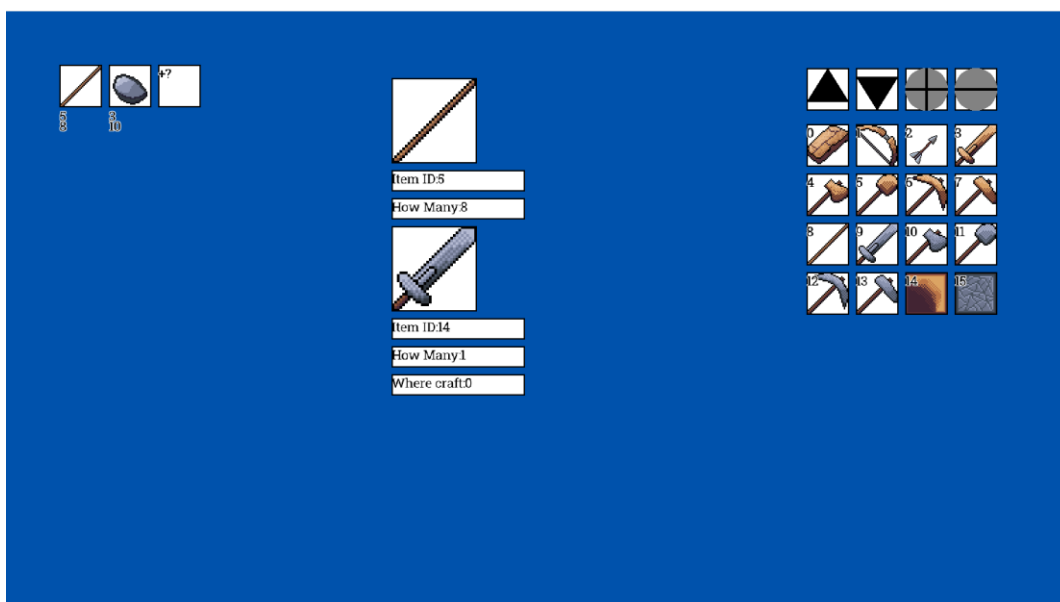 +?
5
8
3
10
Item ID:5
How Many:8
Item ID:14
How Many:1
Where craft:0
0 1 2 3
4 5 6 7
8 9 10 11
12 13 14 15